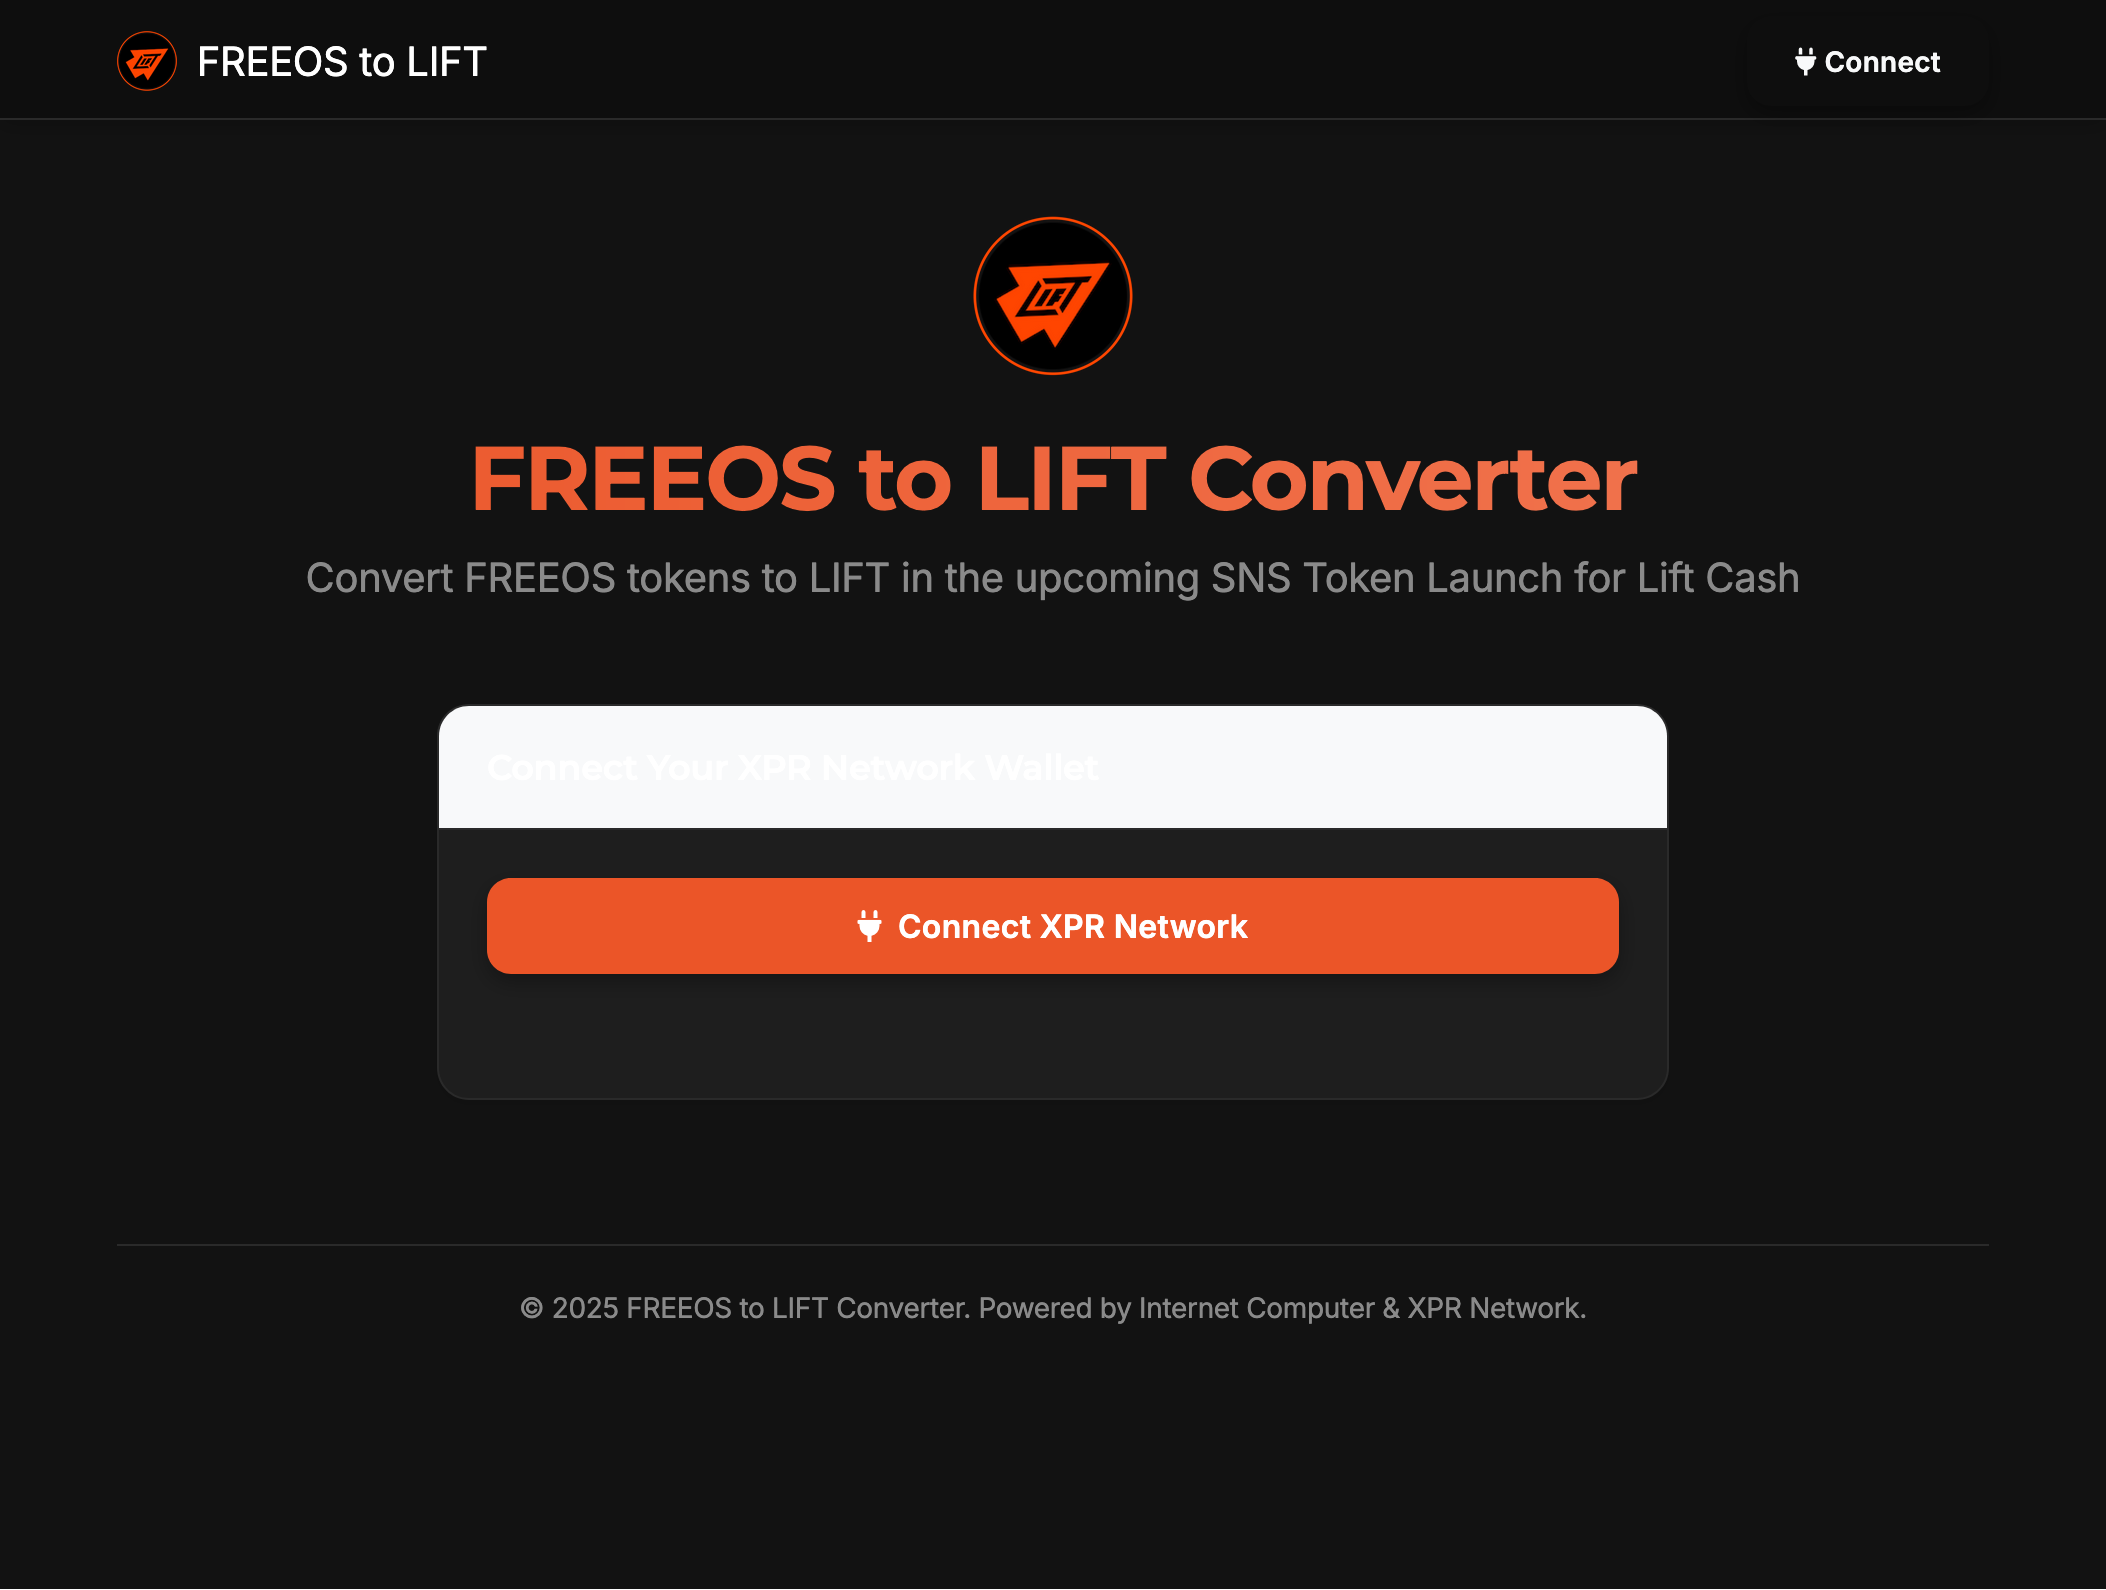 LIFT
FREEOS to LIFT
Connect
LIFT
FREEOS to LIFT Converter
Convert FREEOS tokens to LIFT in the upcoming SNS Token Launch for Lift Cash
Connect Your XPR Network Wallet
Connect XPR Network
© 2025 FREEOS to LIFT Converter. Powered by Internet Computer & XPR Network.